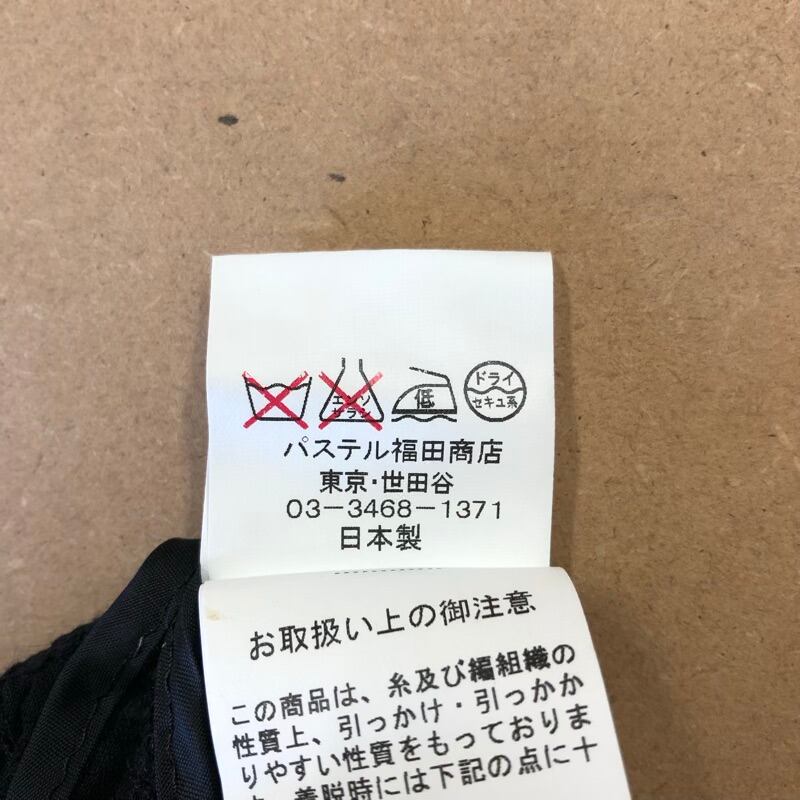 エンソ
サラシ
低
ドライ
セキユ系
パステル福田商店
東京・世田谷
03−3468−1371
日本製
お取扱い上の御注意
この商品は、糸及び編組織の
性質上、引っかけ・引っかか
りやすい性質をもっておりま
着脱時には下記の点に十